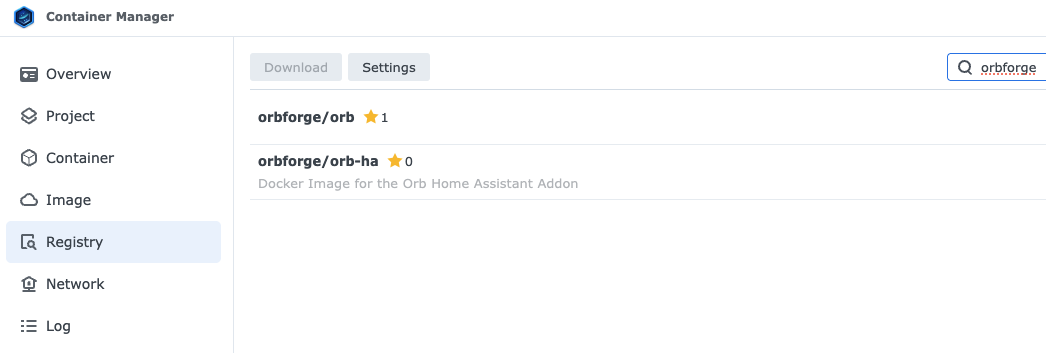 Container Manager
Overview
Project
Container
Image
Registry
Network
Log
Download
Settings
orbforge
orbforge/orb 1
orbforge/orb-ha 0
Docker Image for the Orb Home Assistant Addon